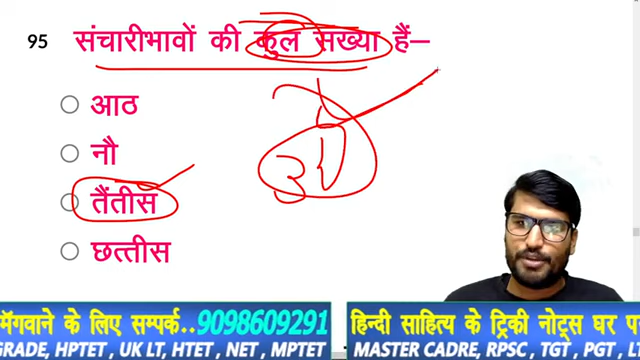 95 संचारीभावों की कुल सख्या हैं–
आठ
नौ
तैंतीस
छत्तीस
मँगवाने के लिए सम्पर्क..9098609291 हिन्दी साहित्य के ट्रिकी नोट्स घर
GRADE, HPTET , UK LT, HTET , NET , MPTET MASTER CADRE, RPSC , TGT , PGT ,